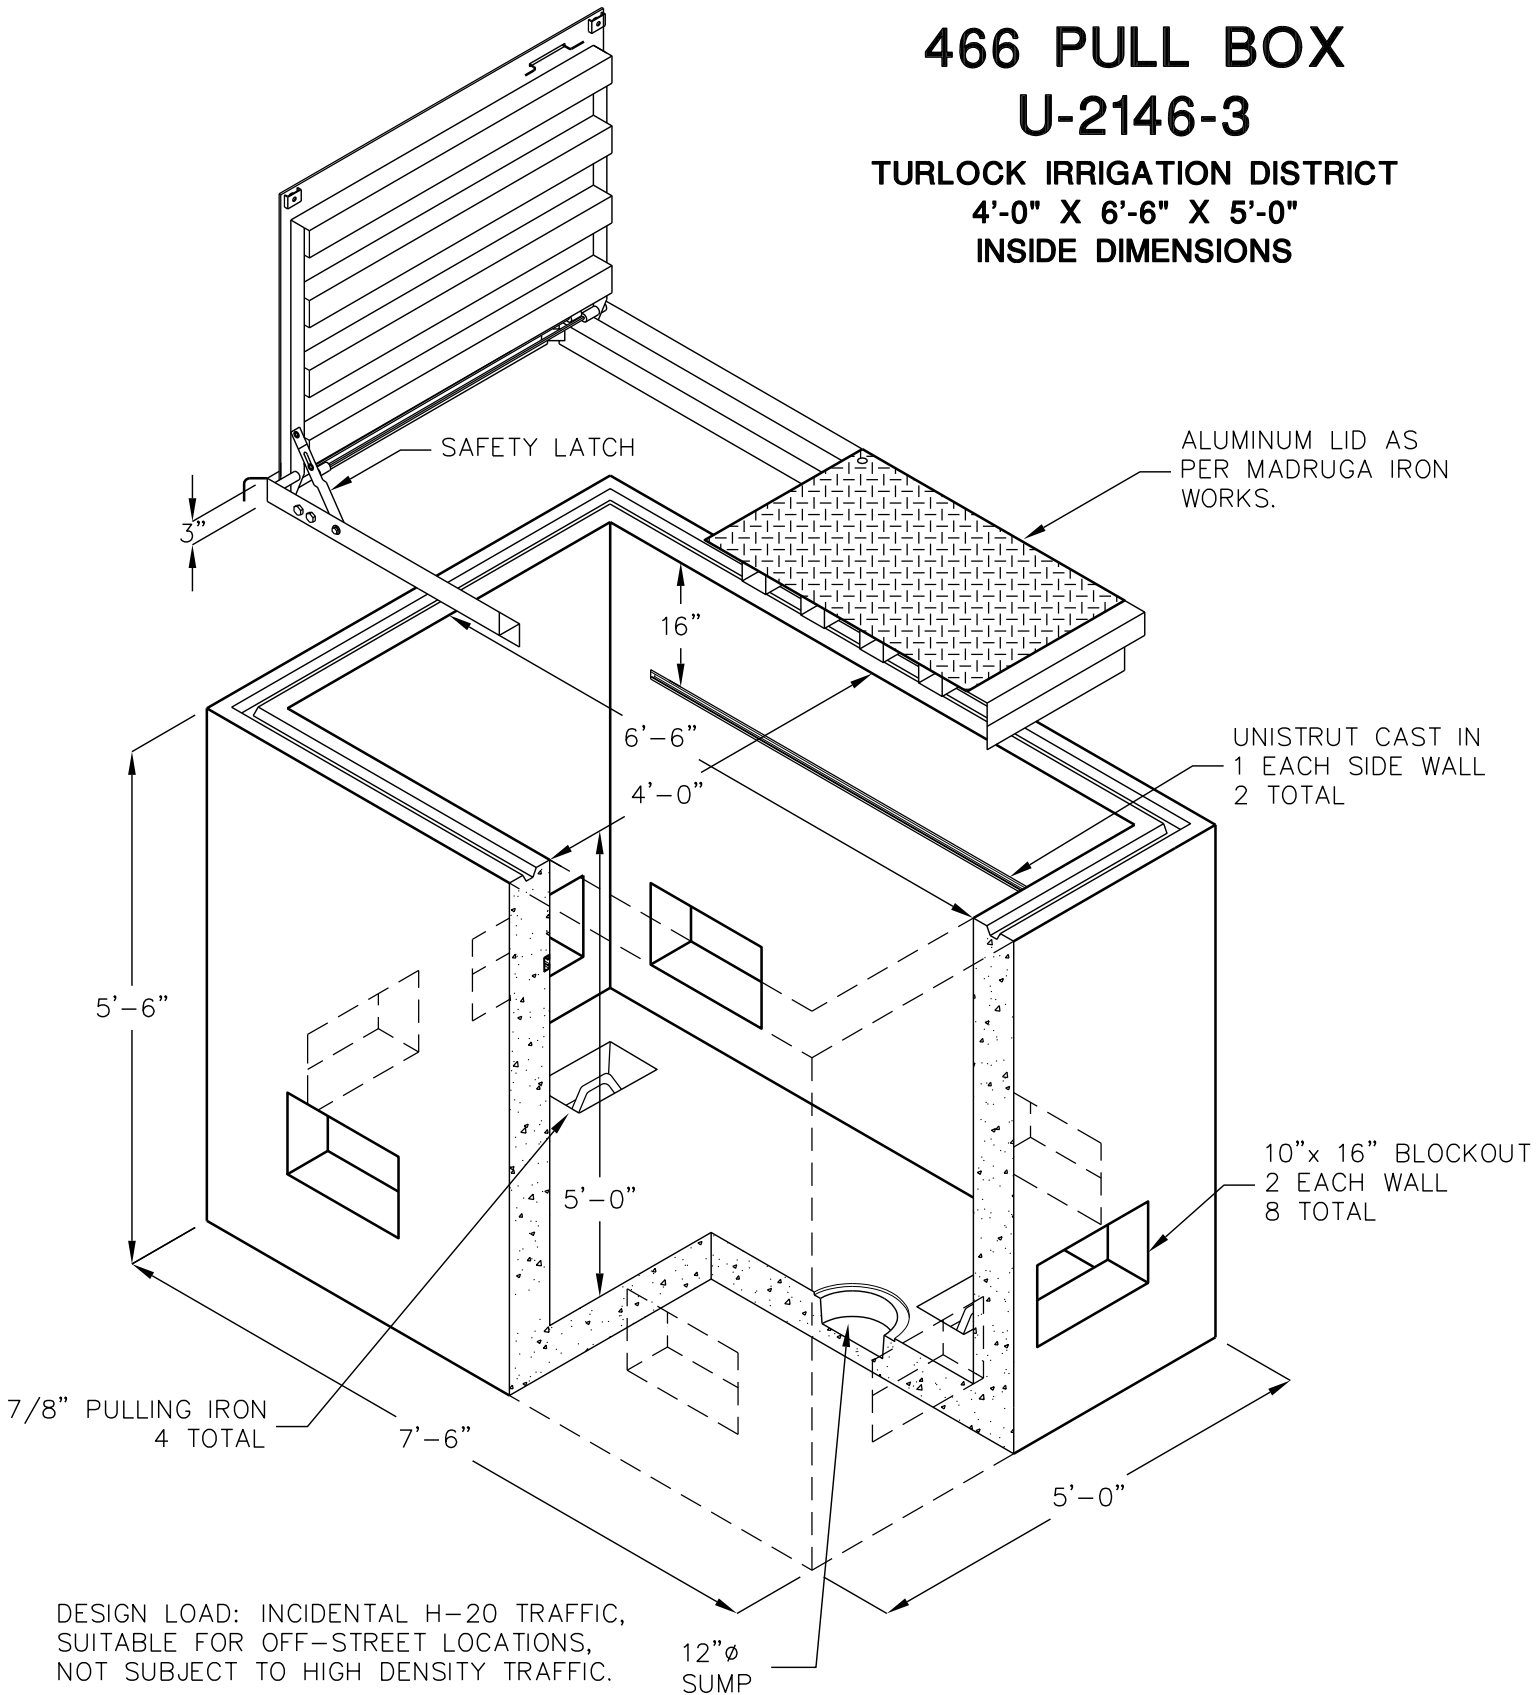 466 PULL BOX
U-2146-3
TURLOCK IRRIGATION DISTRICT
4'-0" X 6'-6" X 5'-0"
INSIDE DIMENSIONS
SAFETY LATCH
ALUMINUM LID AS
PER MADRUGA IRON
WORKS.
3"
16"
6'-6"
4'-0"
UNISTRUT CAST IN
1 EACH SIDE WALL
2 TOTAL
5'-6"
10"x 16" BLOCKOUT
2 EACH WALL
8 TOTAL
5'-0"
7/8" PULLING IRON
4 TOTAL
7'-6"
5'-0"
DESIGN LOAD: INCIDENTAL H-20 TRAFFIC,
SUITABLE FOR OFF-STREET LOCATIONS,
NOT SUBJECT TO HIGH DENSITY TRAFFIC.
12"ø
SUMP